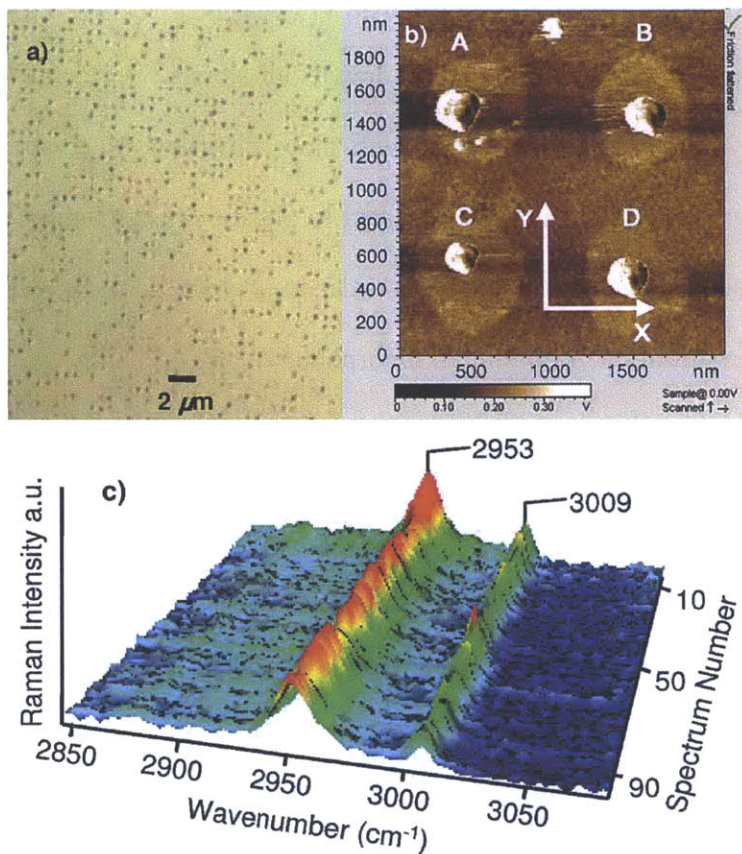 a)
2 µm
b)
nm
1800
1600
1400
1200
1000
800
600
400
200
0
A
B
C
D
Y
X
0 500 1000 1500 nm
0 0.10 0.20 0.30 V
Sample@ 0.00V
Scanned ↑ →
Friction flattened
c)
2953
3009
Raman Intensity a.u.
2850
2900
2950
3000
3050
Wavenumber (cm⁻¹)
10
50
90
Spectrum Number